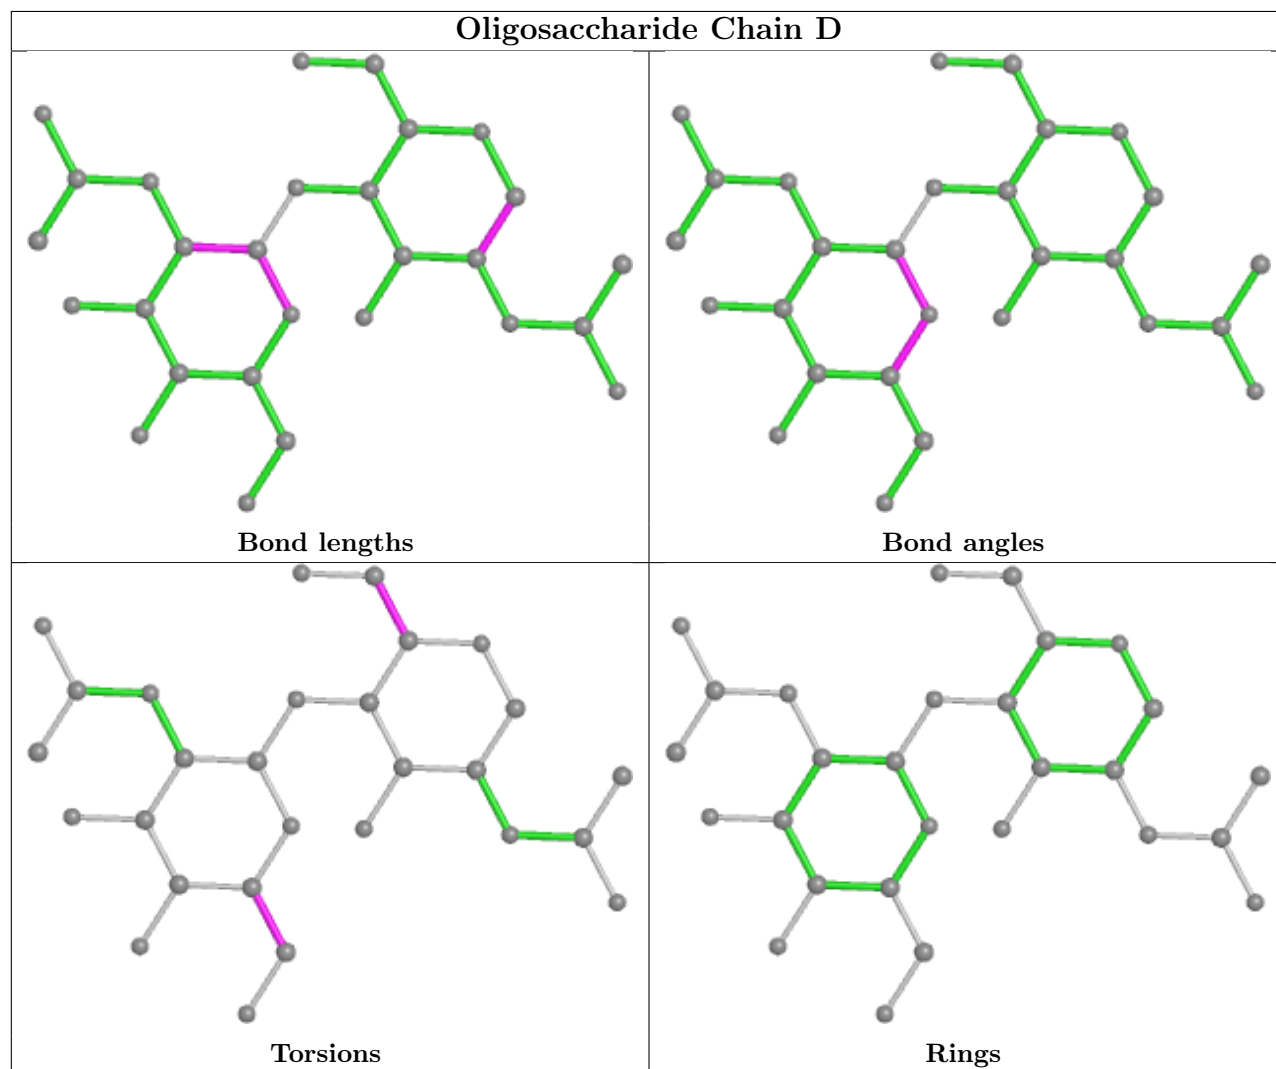 Oligosaccharide Chain D
Bond lengths
Bond angles
Torsions
Rings